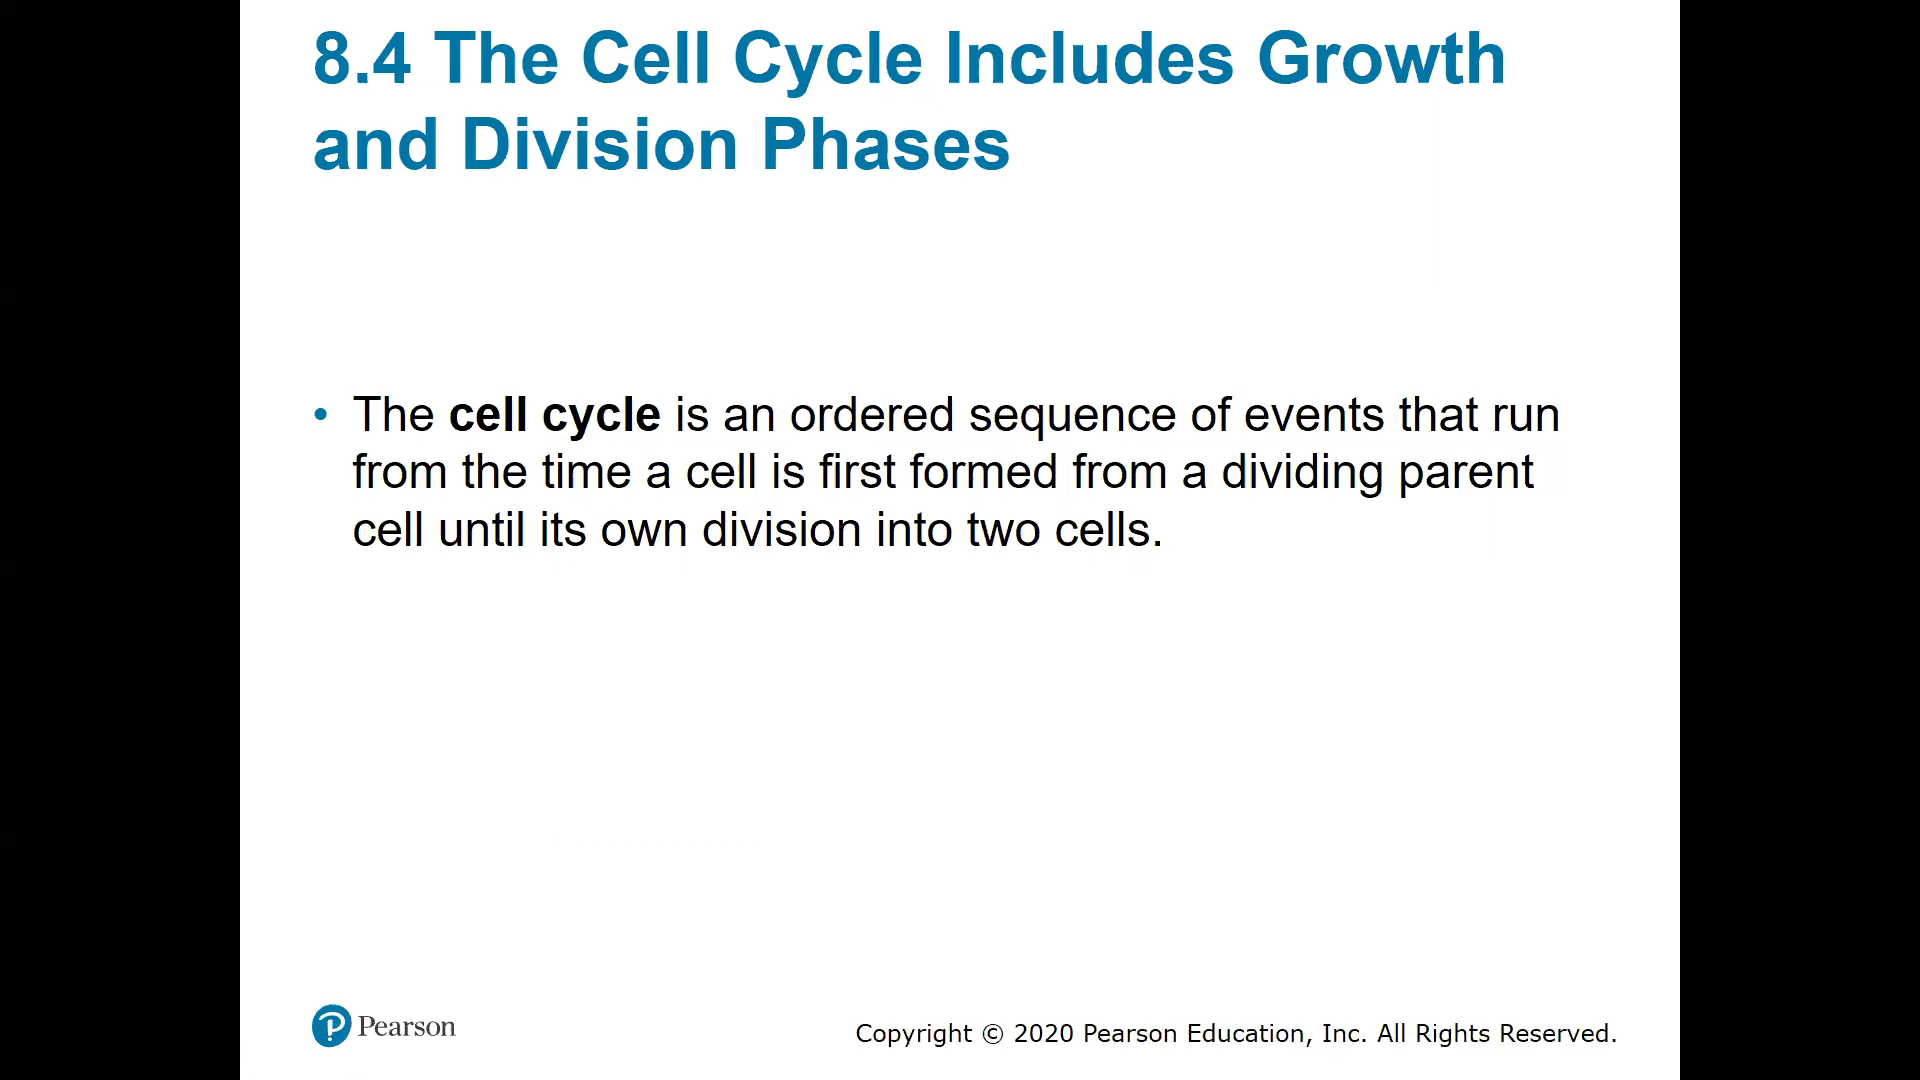 8.4 The Cell Cycle Includes Growth
and Division Phases
• The cell cycle is an ordered sequence of events that run
from the time a cell is first formed from a dividing parent
cell until its own division into two cells.
Pearson
Copyright © 2020 Pearson Education, Inc. All Rights Reserved.